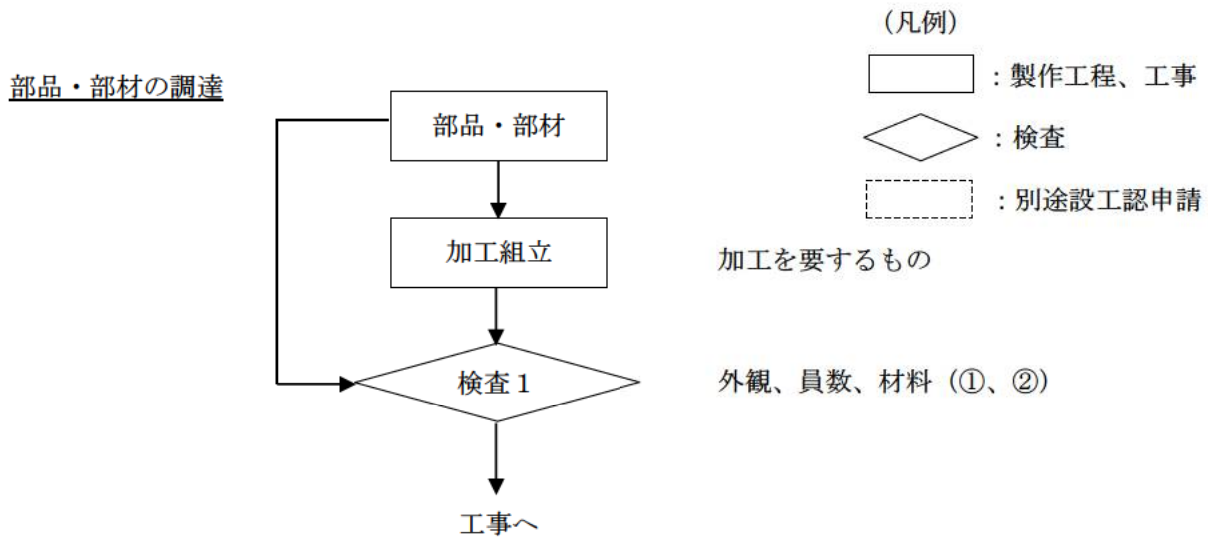 (凡例)
部品・部材の調達
:製作工程、工事
部品・部材
:検査
:別途設工認申請
加工組立
加工を要するもの
検査1
外観、員数、材料(①、②)
工事へ